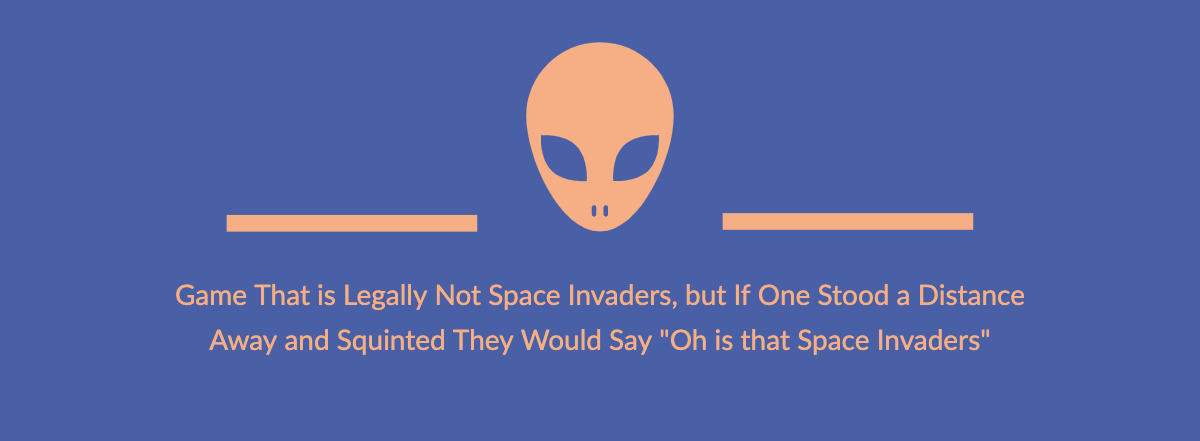 Game That is Legally Not Space Invaders, but If One Stood a Distance
Away and Squinted They Would Say "Oh is that Space Invaders"